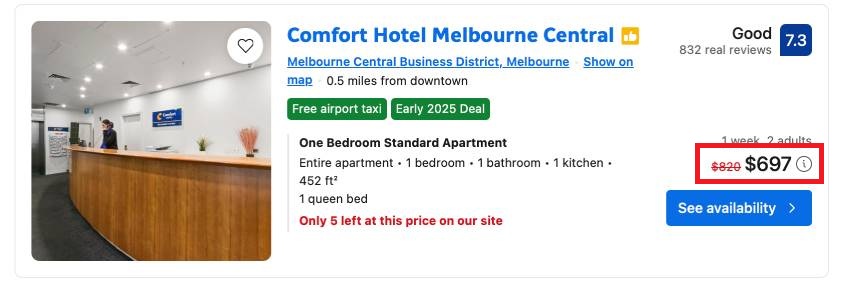 Comfort Hotel Melbourne Central
Good
7.3
832 real reviews
Melbourne Central Business District, Melbourne Show on
map 0.5 miles from downtown
Free airport taxi Early 2025 Deal
One Bedroom Standard Apartment
1 week, 2 adults
Entire apartment • 1 bedroom • 1 bathroom • 1 kitchen •
452 ft²
$820 $697
1 queen bed
Only 5 left at this price on our site
See availability
Comfort